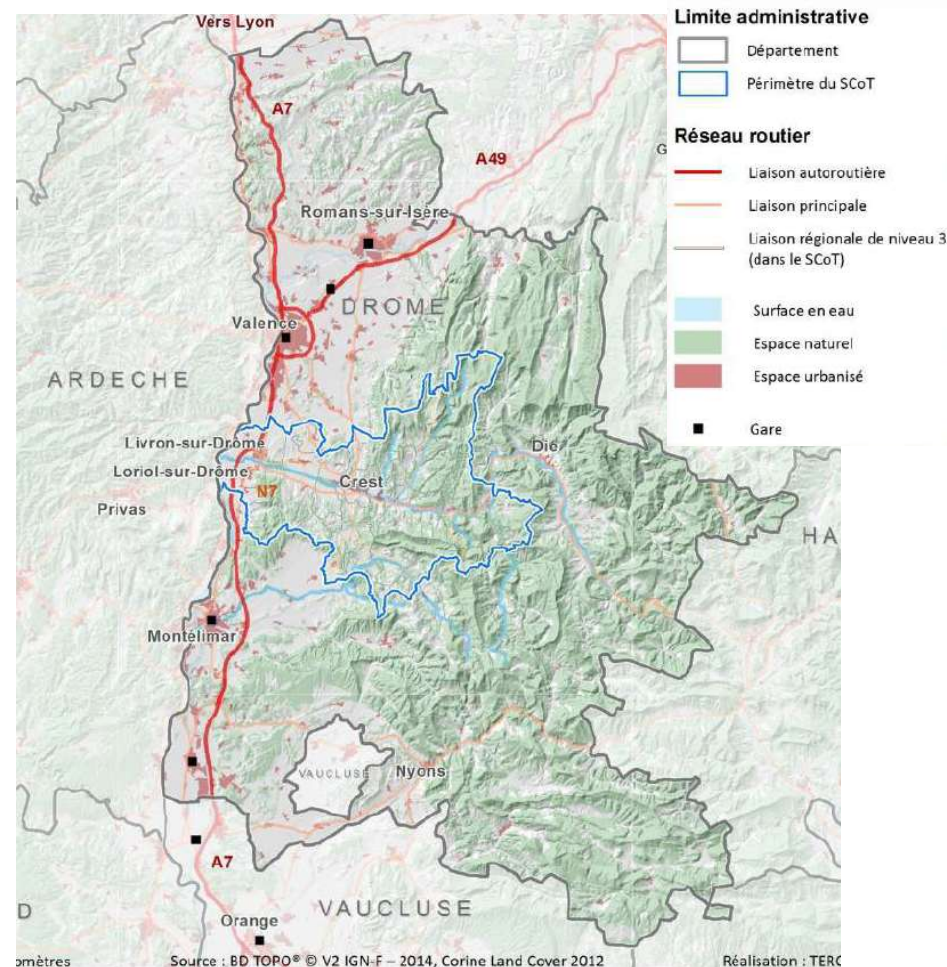 Vers Lyon
A7
A49
G
Romans-sur-Isère
DROME
Valence
ARDECHE
Livron-sur-Drôme
Die
Loriol-sur-Drôme
Crest
N7
Privas
HA
Montélimar
VAUCLUSE
Nyons
A7
D
VAUCLUSE
Orange
omètres
Source : BD TOPO® © V2 IGN-F – 2014, Corine Land Cover 2012
Réalisation : TERC
Limite administrative
Département
Périmètre du SCoT
Réseau routier
Liaison autoroutière
Liaison principale
Liaison régionale de niveau 3
(dans le SCoT)
Surface en eau
Espace naturel
Espace urbanisé
Gare